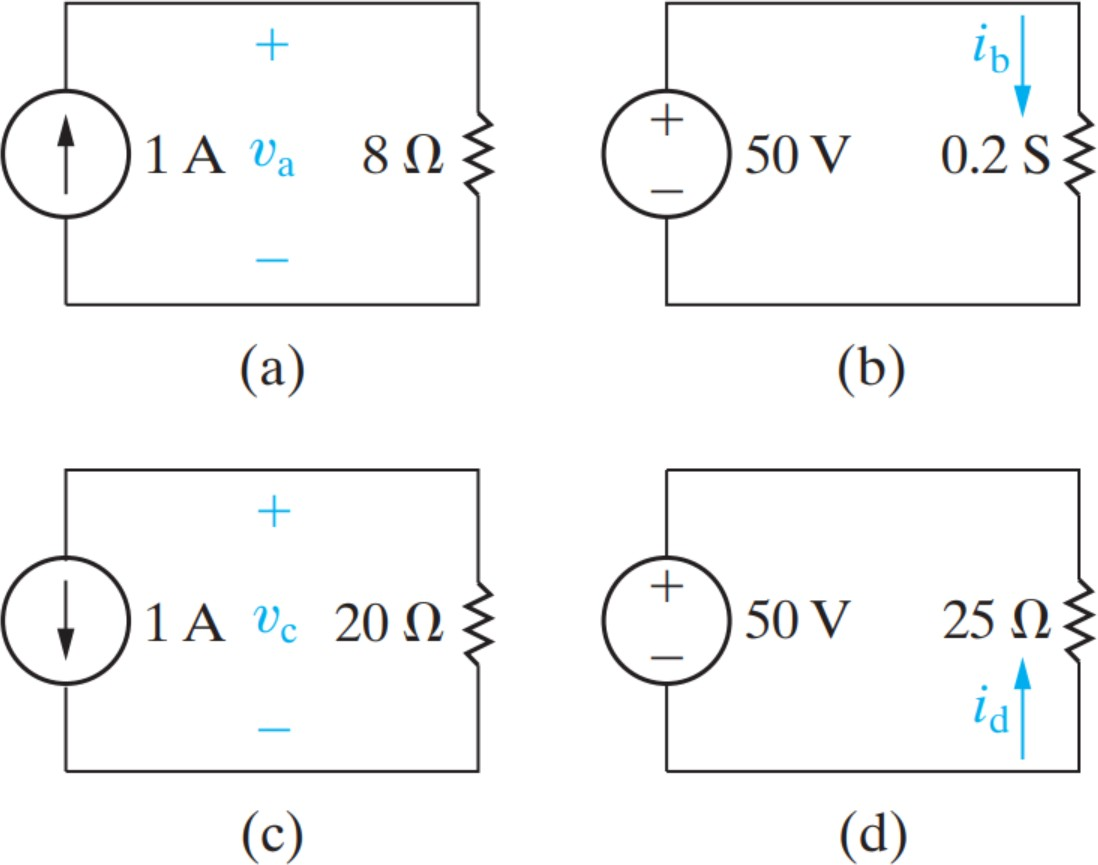 +
1 A v_a 8 Ω
−
(a)
i_b
+
50 V 0.2 S
−
(b)
+
1 A v_c 20 Ω
−
(c)
+
50 V 25 Ω
−
i_d
(d)